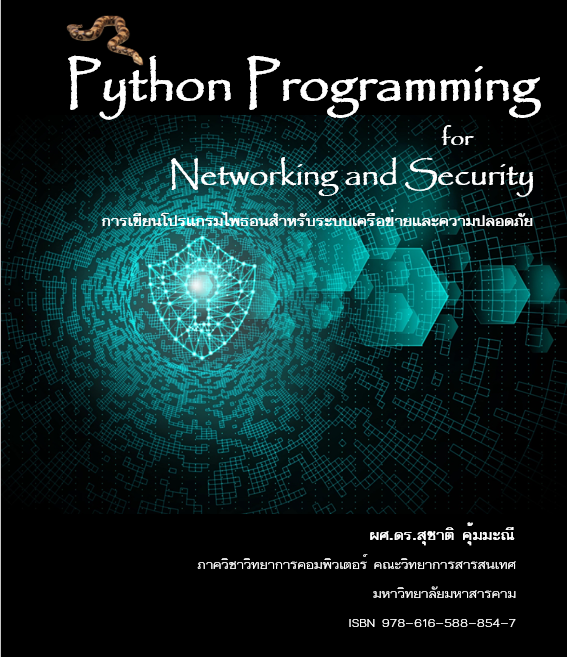 Python Programming
for
Networking and Security
การเขียนโปรแกรมไพธอนสำหรับระบบเครือข่ายและความปลอดภัย
ผศ.ดร.สุชาติ คุ้มมะณี
ภาควิชาวิทยาการคอมพิวเตอร์ คณะวิทยาการสารสนเทศ
มหาวิทยาลัยมหาสารคาม
ISBN 978-616-588-854-7